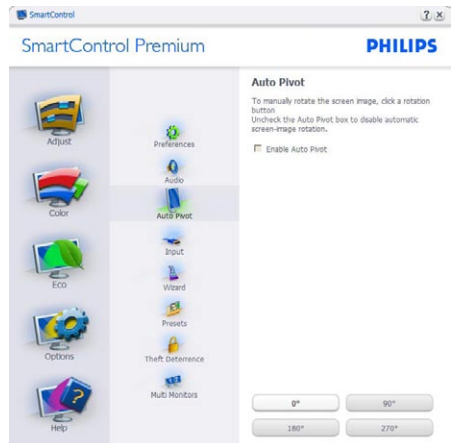 SmartControl
? x
SmartControl Premium
PHILIPS
Adjust
Color
Eco
Options
Help
Preferences
Audio
Auto Pivot
Input
Wizard
Presets
Theft Deterrence
Multi Monitors
Auto Pivot
To manually rotate the screen image, click a rotation
button
Uncheck the Auto Pivot box to disable automatic
screen-image rotation.
Enable Auto Pivot
0°
90°
180°
270°